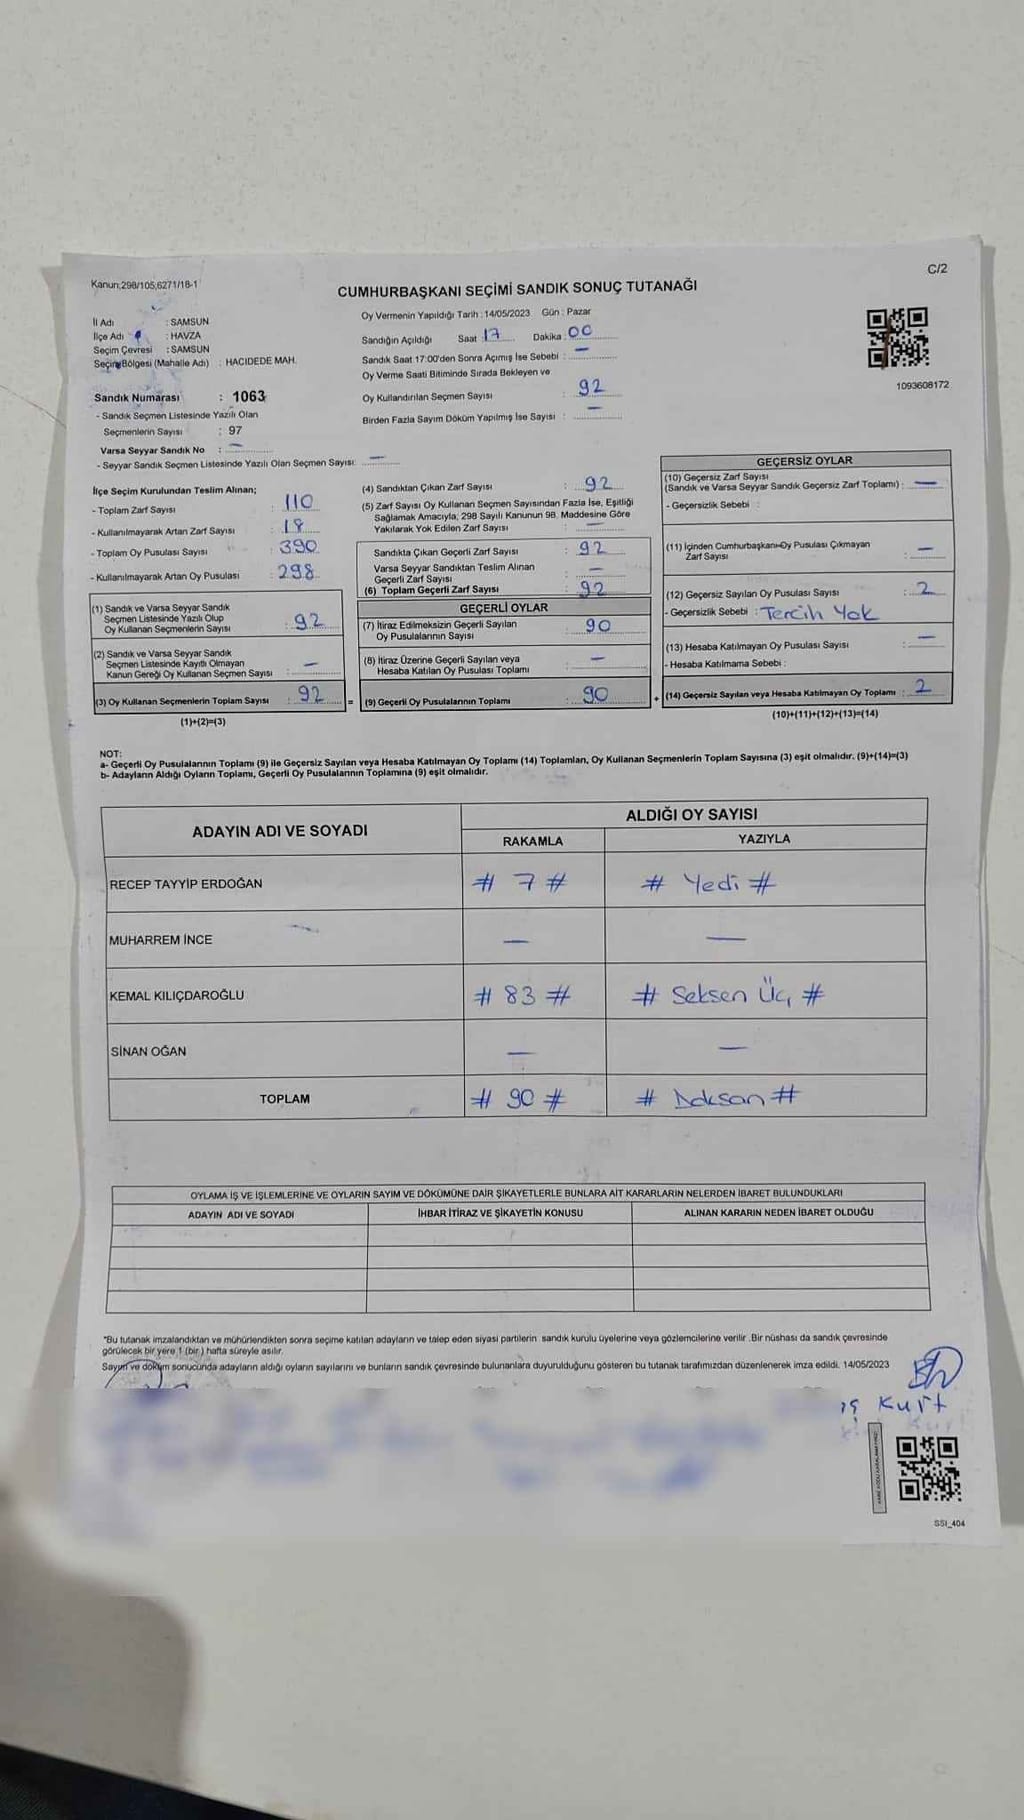 Kanun;298/105;6271/18-1
C/2
CUMHURBAŞKANI SEÇİMİ SANDIK SONUÇ TUTANAĞI
İl Adı : SAMSUN
İlçe Adı : HAVZA
Seçim Çevresi : SAMSUN
Seçim Bölgesi (Mahalle Adı) : HACIDEDE MAH.
Oy Vermenin Yapıldığı Tarih : 14/05/2023 Gün : Pazar
Sandığın Açıldığı Saat : 17 Dakika : 00
Sandık Saat 17:00'den Sonra Açımış İse Sebebi : —
Oy Verme Saati Bitiminde Sırada Bekleyen ve
Oy Kullandırılan Seçmen Sayısı : 92
Birden Fazla Sayım Döküm Yapılmış İse Sayısı : —
1093608172
Sandık Numarası : 1063
- Sandık Seçmen Listesinde Yazılı Olan
Seçmenlerin Sayısı : 97
Varsa Seyyar Sandık No : —
- Seyyar Sandık Seçmen Listesinde Yazılı Olan Seçmen Sayısı: —
İlçe Seçim Kurulundan Teslim Alınan;
- Toplam Zarf Sayısı : 110
- Kullanılmayarak Artan Zarf Sayısı : 18
- Toplam Oy Pusulası Sayısı : 390
- Kullanılmayarak Artan Oy Pusulası : 298
(1) Sandık ve Varsa Seyyar Sandık
Seçmen Listesinde Yazılı Olup
Oy Kullanan Seçmenlerin Sayısı : 92
(2) Sandık ve Varsa Seyyar Sandık
Seçmen Listesinde Kayıtlı Olmayan
Kanun Gereği Oy Kullanan Seçmen Sayısı : —
(3) Oy Kullanan Seçmenlerin Toplam Sayısı : 92 =
(1)+(2)=(3)
(4) Sandıktan Çıkan Zarf Sayısı : 92
(5) Zarf Sayısı Oy Kullanan Seçmen Sayısından Fazla İse, Eşitliği
Sağlamak Amacıyla; 298 Sayılı Kanunun 98. Maddesine Göre
Yakılarak Yok Edilen Zarf Sayısı : —
Sandıkta Çıkan Geçerli Zarf Sayısı : 92
Varsa Seyyar Sandıktan Teslim Alınan
Geçerli Zarf Sayısı : —
(6) Toplam Geçerli Zarf Sayısı : 92
GEÇERLİ OYLAR
(7) İtiraz Edilmeksizin Geçerli Sayılan
Oy Pusulalarının Sayısı : 90
(8) İtiraz Üzerine Geçerli Sayılan veya
Hesaba Katılan Oy Pusulası Toplamı : —
(9) Geçerli Oy Pusulalarının Toplamı : 90 +
GEÇERSİZ OYLAR
(10) Geçersiz Zarf Sayısı
(Sandık ve Varsa Seyyar Sandık Geçersiz Zarf Toplamı) : —
- Geçersizlik Sebebi :
(11) İçinden Cumhurbaşkanı Oy Pusulası Çıkmayan
Zarf Sayısı : —
(12) Geçersiz Sayılan Oy Pusulası Sayısı : 2
- Geçersizlik Sebebi : Tercih Yok
(13) Hesaba Katılmayan Oy Pusulası Sayısı : —
- Hesaba Katılmama Sebebi :
(14) Geçersiz Sayılan veya Hesaba Katılmayan Oy Toplamı : 2
(10)+(11)+(12)+(13)=(14)
NOT:
a- Geçerli Oy Pusulalarının Toplamı (9) ile Geçersiz Sayılan veya Hesaba Katılmayan Oy Toplamı (14) Toplamları, Oy Kullanan Seçmenlerin Toplam Sayısına (3) eşit olmalıdır. (9)+(14)=(3)
b- Adayların Aldığı Oyların Toplamı, Geçerli Oy Pusulalarının Toplamına (9) eşit olmalıdır.
ADAYIN ADI VE SOYADI
ALDIĞI OY SAYISI
RAKAMLA YAZIYLA
RECEP TAYYİP ERDOĞAN # 7 # # Yedi #
MUHARREM İNCE — —
KEMAL KILIÇDAROĞLU # 83 # # Seksen Üç #
SİNAN OĞAN — —
TOPLAM # 90 # # Doksan #
OYLAMA İŞ VE İŞLEMLERİNE VE OYLARIN SAYIM VE DÖKÜMÜNE DAİR ŞİKAYETLERLE BUNLARA AİT KARARLARIN NELERDEN İBARET BULUNDUKLARI
ADAYIN ADI VE SOYADI İHBAR İTİRAZ VE ŞİKAYETİN KONUSU ALINAN KARARIN NEDEN İBARET OLDUĞU
*Bu tutanak imzalandıktan ve mühürlendikten sonra seçime katılan adayların ve talep eden siyasi partilerin sandık kurulu üyelerine veya gözlemcilerine verilir .Bir nüshası da sandık çevresinde
görülecek bir yere 1 (bir ) hafta süreyle asılır.
Sayım ve döküm sonucunda adayların aldığı oyların sayılarını ve bunların sandık çevresinde bulunanlara duyurulduğunu gösteren bu tutanak tarafımızdan düzenlenerek imza edildi. 14/05/2023
Kurt
SSI_404